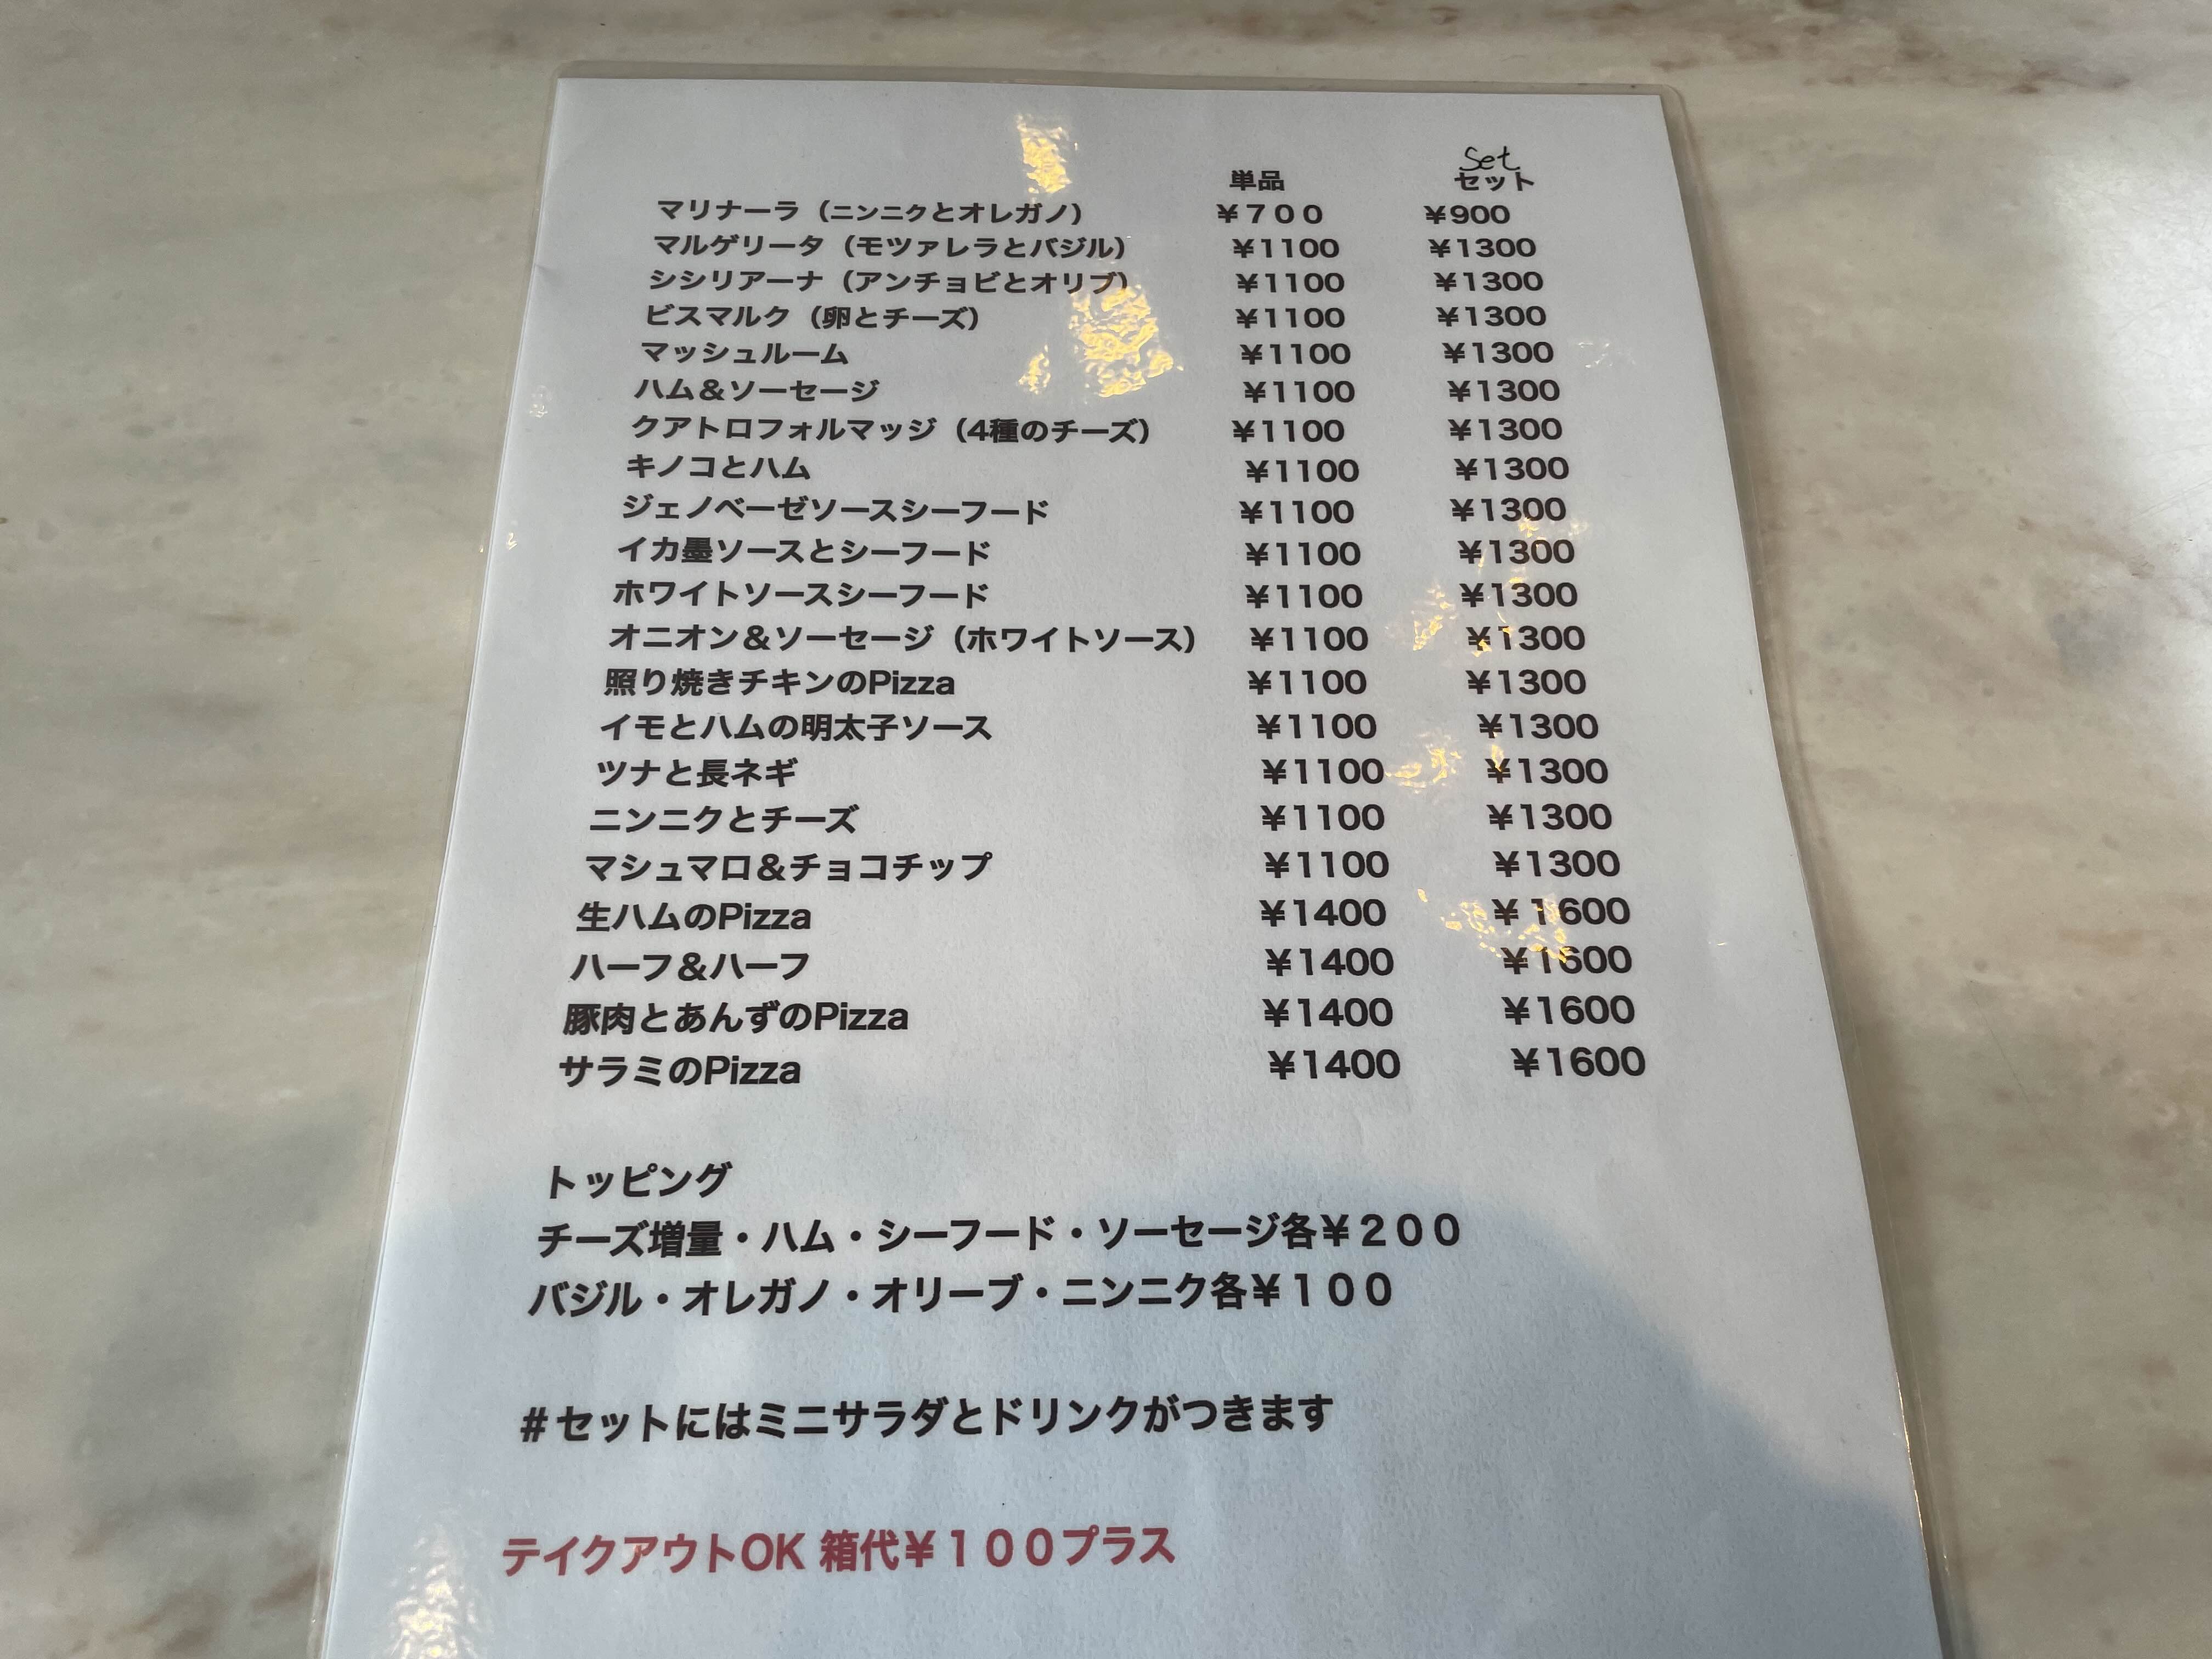 Set
単品 セット
マリナーラ（ニンニクとオレガノ） ￥７００ ￥900
マルゲリータ（モツァレラとバジル） ￥1100 ￥1300
シシリアーナ（アンチョビとオリブ） ￥1100 ￥1300
ビスマルク（卵とチーズ） ￥1100 ￥1300
マッシュルーム ￥1100 ￥1300
ハム＆ソーセージ ￥1100 ￥1300
クアトロフォルマッジ（4種のチーズ） ￥1100 ￥1300
キノコとハム ￥1100 ￥1300
ジェノベーゼソースシーフード ￥1100 ￥1300
イカ墨ソースとシーフード ￥1100 ￥1300
ホワイトソースシーフード ￥1100 ￥1300
オニオン＆ソーセージ（ホワイトソース） ￥1100 ￥1300
照り焼きチキンのPizza ￥1100 ￥1300
イモとハムの明太子ソース ￥1100 ￥1300
ツナと長ネギ ￥1100 ￥1300
ニンニクとチーズ ￥1100 ￥1300
マシュマロ＆チョコチップ ￥1100 ￥1300
生ハムのPizza ￥1400 ￥1600
ハーフ＆ハーフ ￥1400 ￥1600
豚肉とあんずのPizza ￥1400 ￥1600
サラミのPizza ￥1400 ￥1600
トッピング
チーズ増量・ハム・シーフード・ソーセージ各￥２００
バジル・オレガノ・オリーブ・ニンニク各￥１００
＃セットにはミニサラダとドリンクがつきます
テイクアウトOK 箱代￥１００プラス